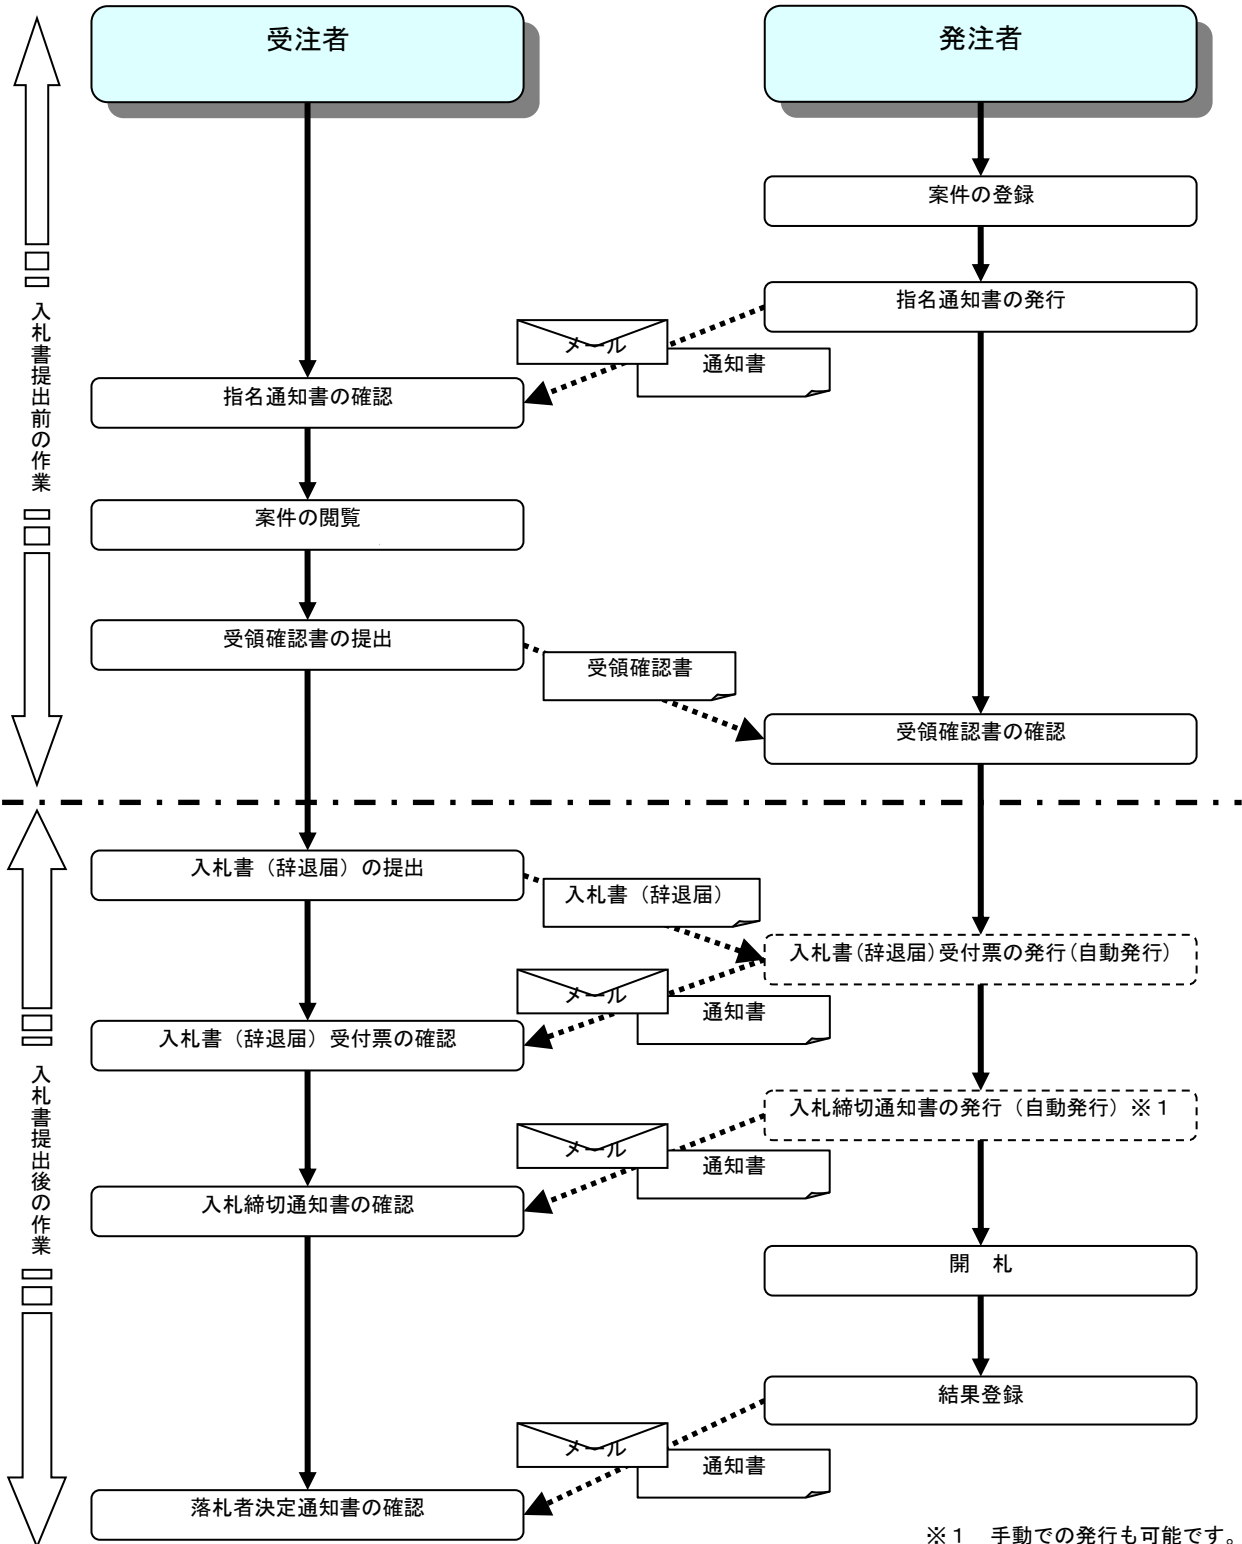 受注者
発注者
案件の登録
指名通知書の発行
メール
通知書
指名通知書の確認
入札書提出前の作業
案件の閲覧
受領確認書の提出
受領確認書
受領確認書の確認
入札書（辞退届）の提出
入札書（辞退届）
入札書（辞退届）受付票の発行（自動発行）
メール
通知書
入札書（辞退届）受付票の確認
入札書提出後の作業
入札締切通知書の発行（自動発行）※１
メール
通知書
入札締切通知書の確認
開　札
結果登録
メール
通知書
落札者決定通知書の確認
※１　手動での発行も可能です。